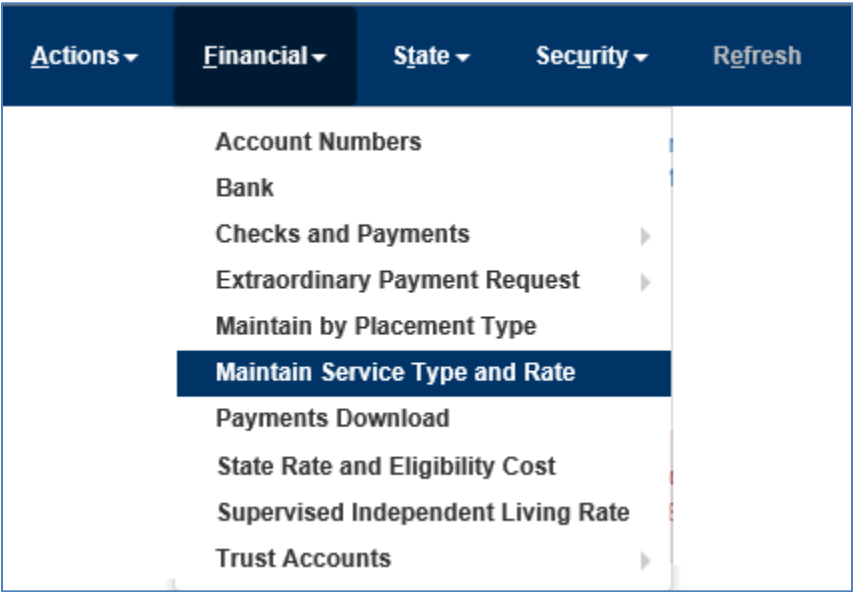 Actions Financial State Security Refresh
Account Numbers
Bank
Checks and Payments
Extraordinary Payment Request
Maintain by Placement Type
Maintain Service Type and Rate
Payments Download
State Rate and Eligibility Cost
Supervised Independent Living Rate
Trust Accounts